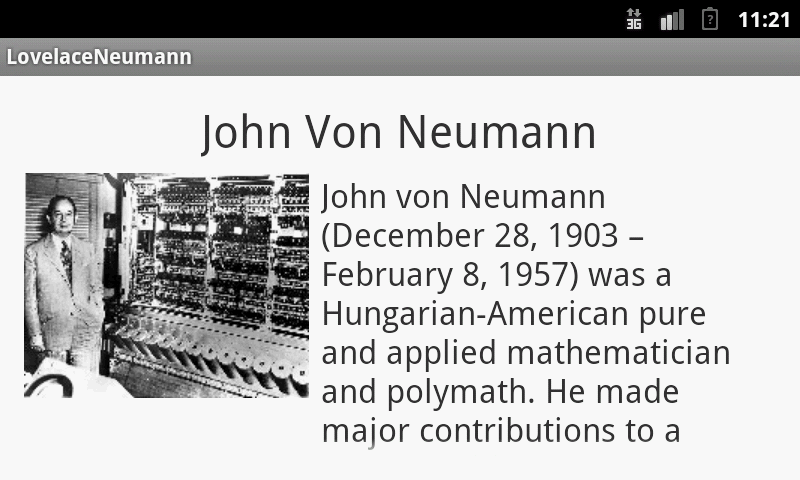 3G ? 11:21
LovelaceNeumann
John Von Neumann
John von Neumann
(December 28, 1903 –
February 8, 1957) was a
Hungarian-American pure
and applied mathematician
and polymath. He made
major contributions to a